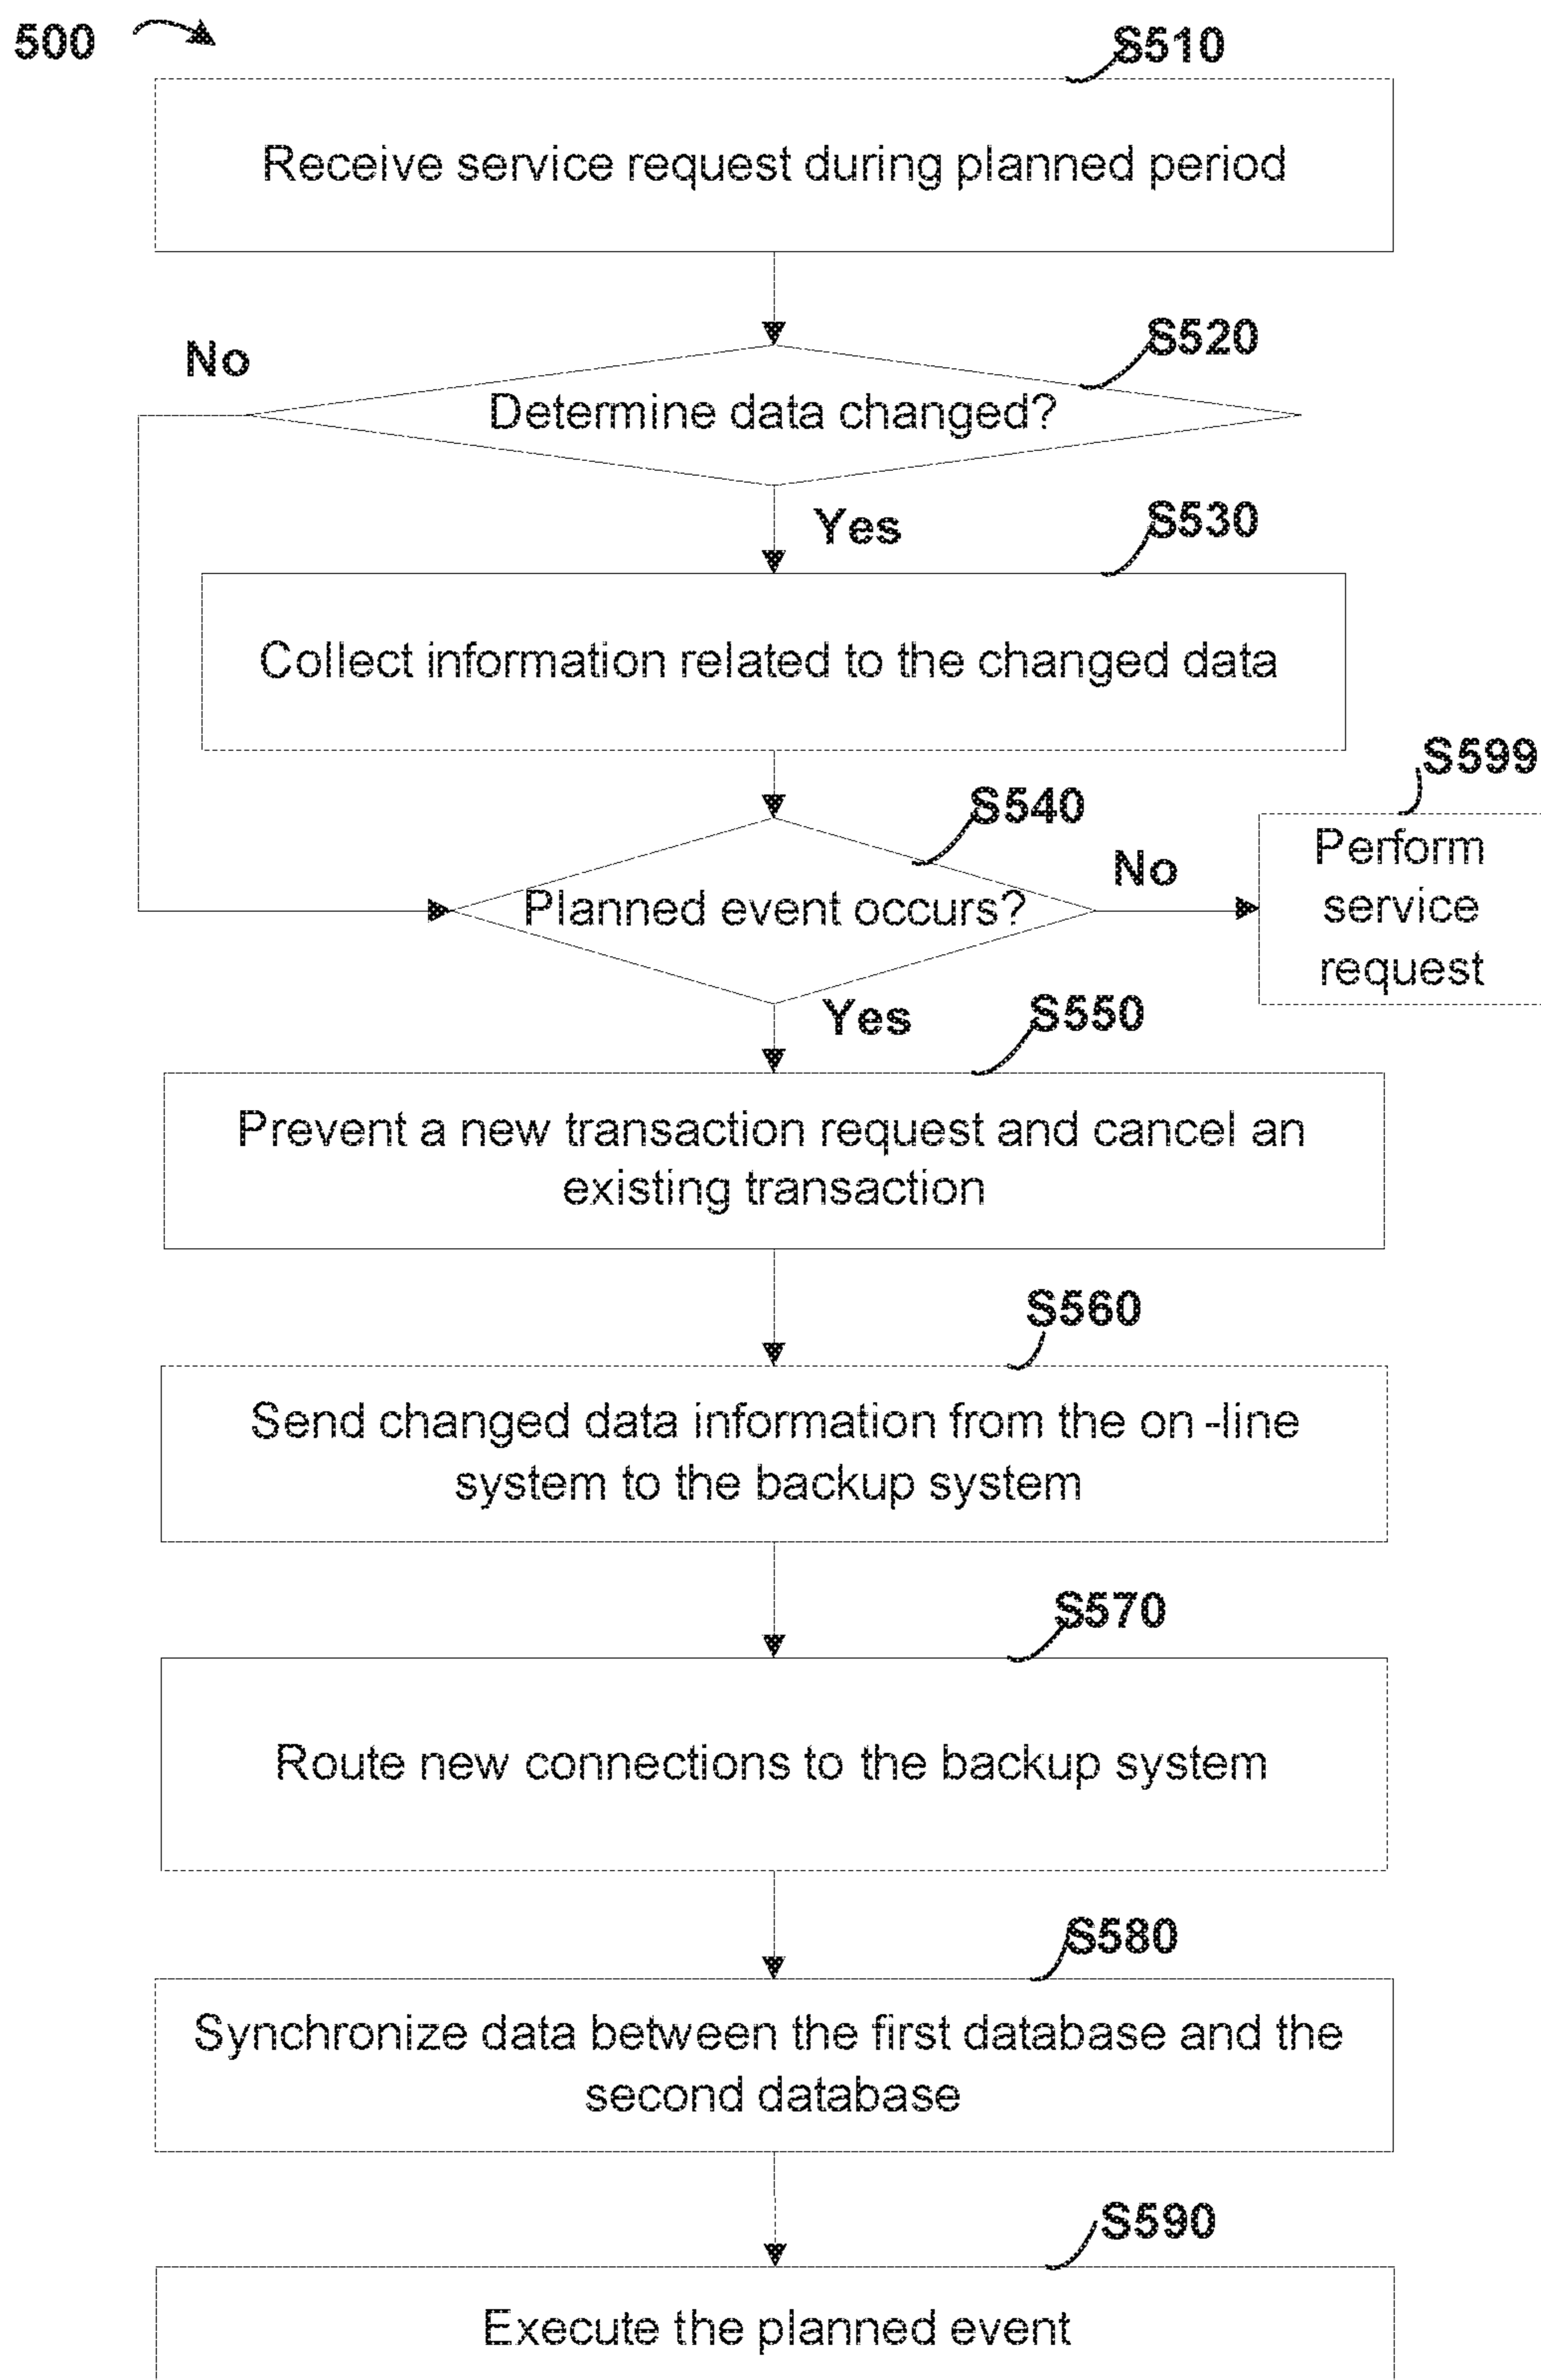 500
S510
Receive service request during planned period
No
S520
Determine data changed?
Yes
S530
Collect information related to the changed data
S599
S540
Perform
service
request
No
Planned event occurs?
Yes
S550
Prevent a new transaction request and cancel an
existing transaction
S560
Send changed data information from the on-line
system to the backup system
S570
Route new connections to the backup system
S580
Synchronize data between the first database and the
second database
S590
Execute the planned event